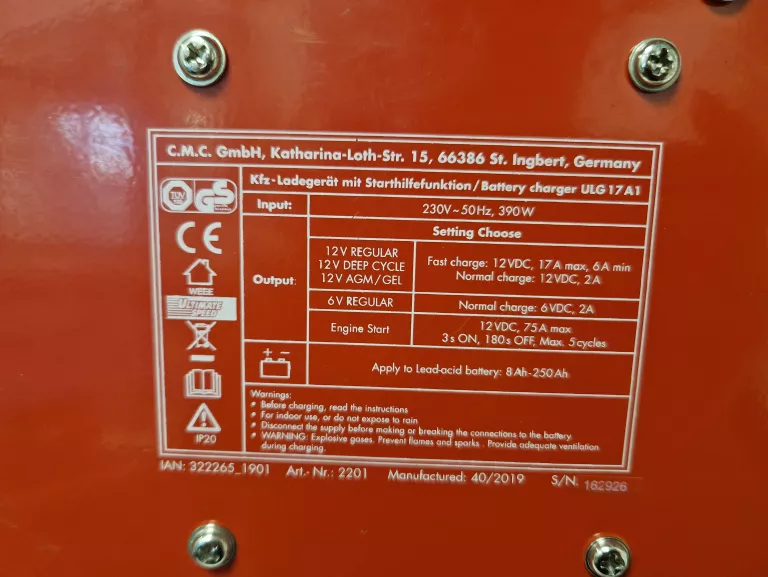 C.M.C. GmbH, Katharina-Loth-Str. 15, 66386 St. Ingbert, Germany
Kfz-Ladegerät mit Starthilfefunktion/Battery charger ULG 17 A1
Input:
230V~50Hz, 390W
Setting Choose
Output:
12V REGULAR
12V DEEP CYCLE
12V AGM/GEL
Fast charge: 12VDC, 17A max, 6A min
Normal charge: 12VDC, 2A
6V REGULAR
Normal charge: 6VDC, 2A
Engine Start
12VDC, 75A max
3s ON, 180s OFF, Max. 5cycles
+ −
Apply to Lead-acid battery: 8Ah-250Ah
Warnings:
• Before charging, read the instructions
• For indoor use, or do not expose to rain
• Disconnect the supply before making or breaking the connections to the battery
• WARNING: Explosive gases. Prevent flames and sparks. Provide adequate ventilation
during charging.
TÜV
GS
CE
WEEE
ULTIMATE
SPEED
IP20
IAN: 322265_1901 Art.-Nr.: 2201 Manufactured: 40/2019 S/N. 162926